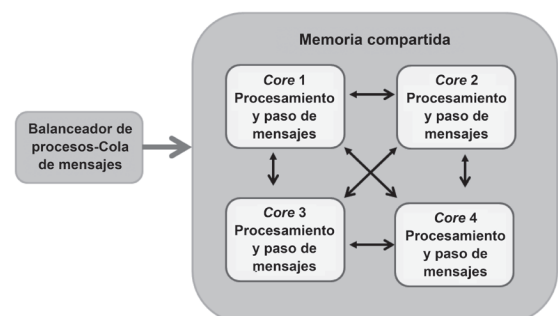 Memoria compartida
Core 1
Procesamiento
y paso de
mensajes
Core 2
Procesamiento
y paso de
mensajes
Balanceador de
procesos-Cola
de mensajes
Core 3
Procesamiento
y paso de
mensajes
Core 4
Procesamiento
y paso de
mensajes